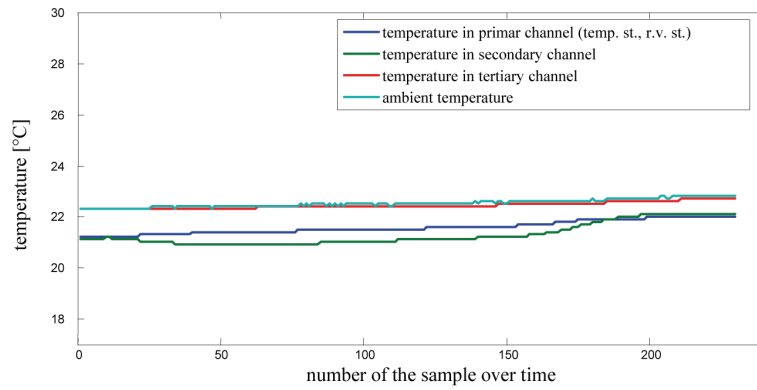 30
28
26
24
22
20
18
temperature [°C]
temperature in primar channel (temp. st., r.v. st.)
temperature in secondary channel
temperature in tertiary channel
ambient temperature
0
50
100
150
200
number of the sample over time